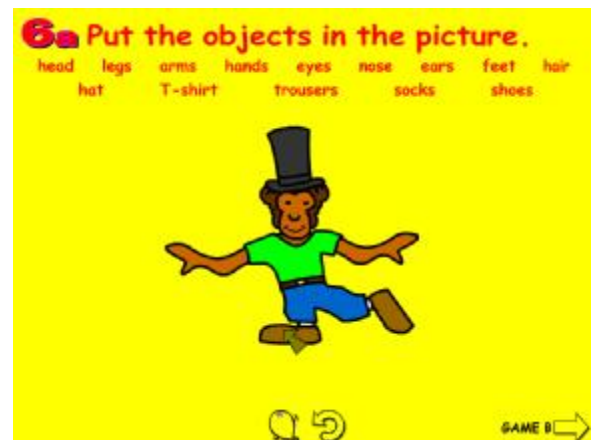 6a Put the objects in the picture.
head legs arms hands eyes nose ears feet hair
hat T-shirt trousers socks shoes
GAME B